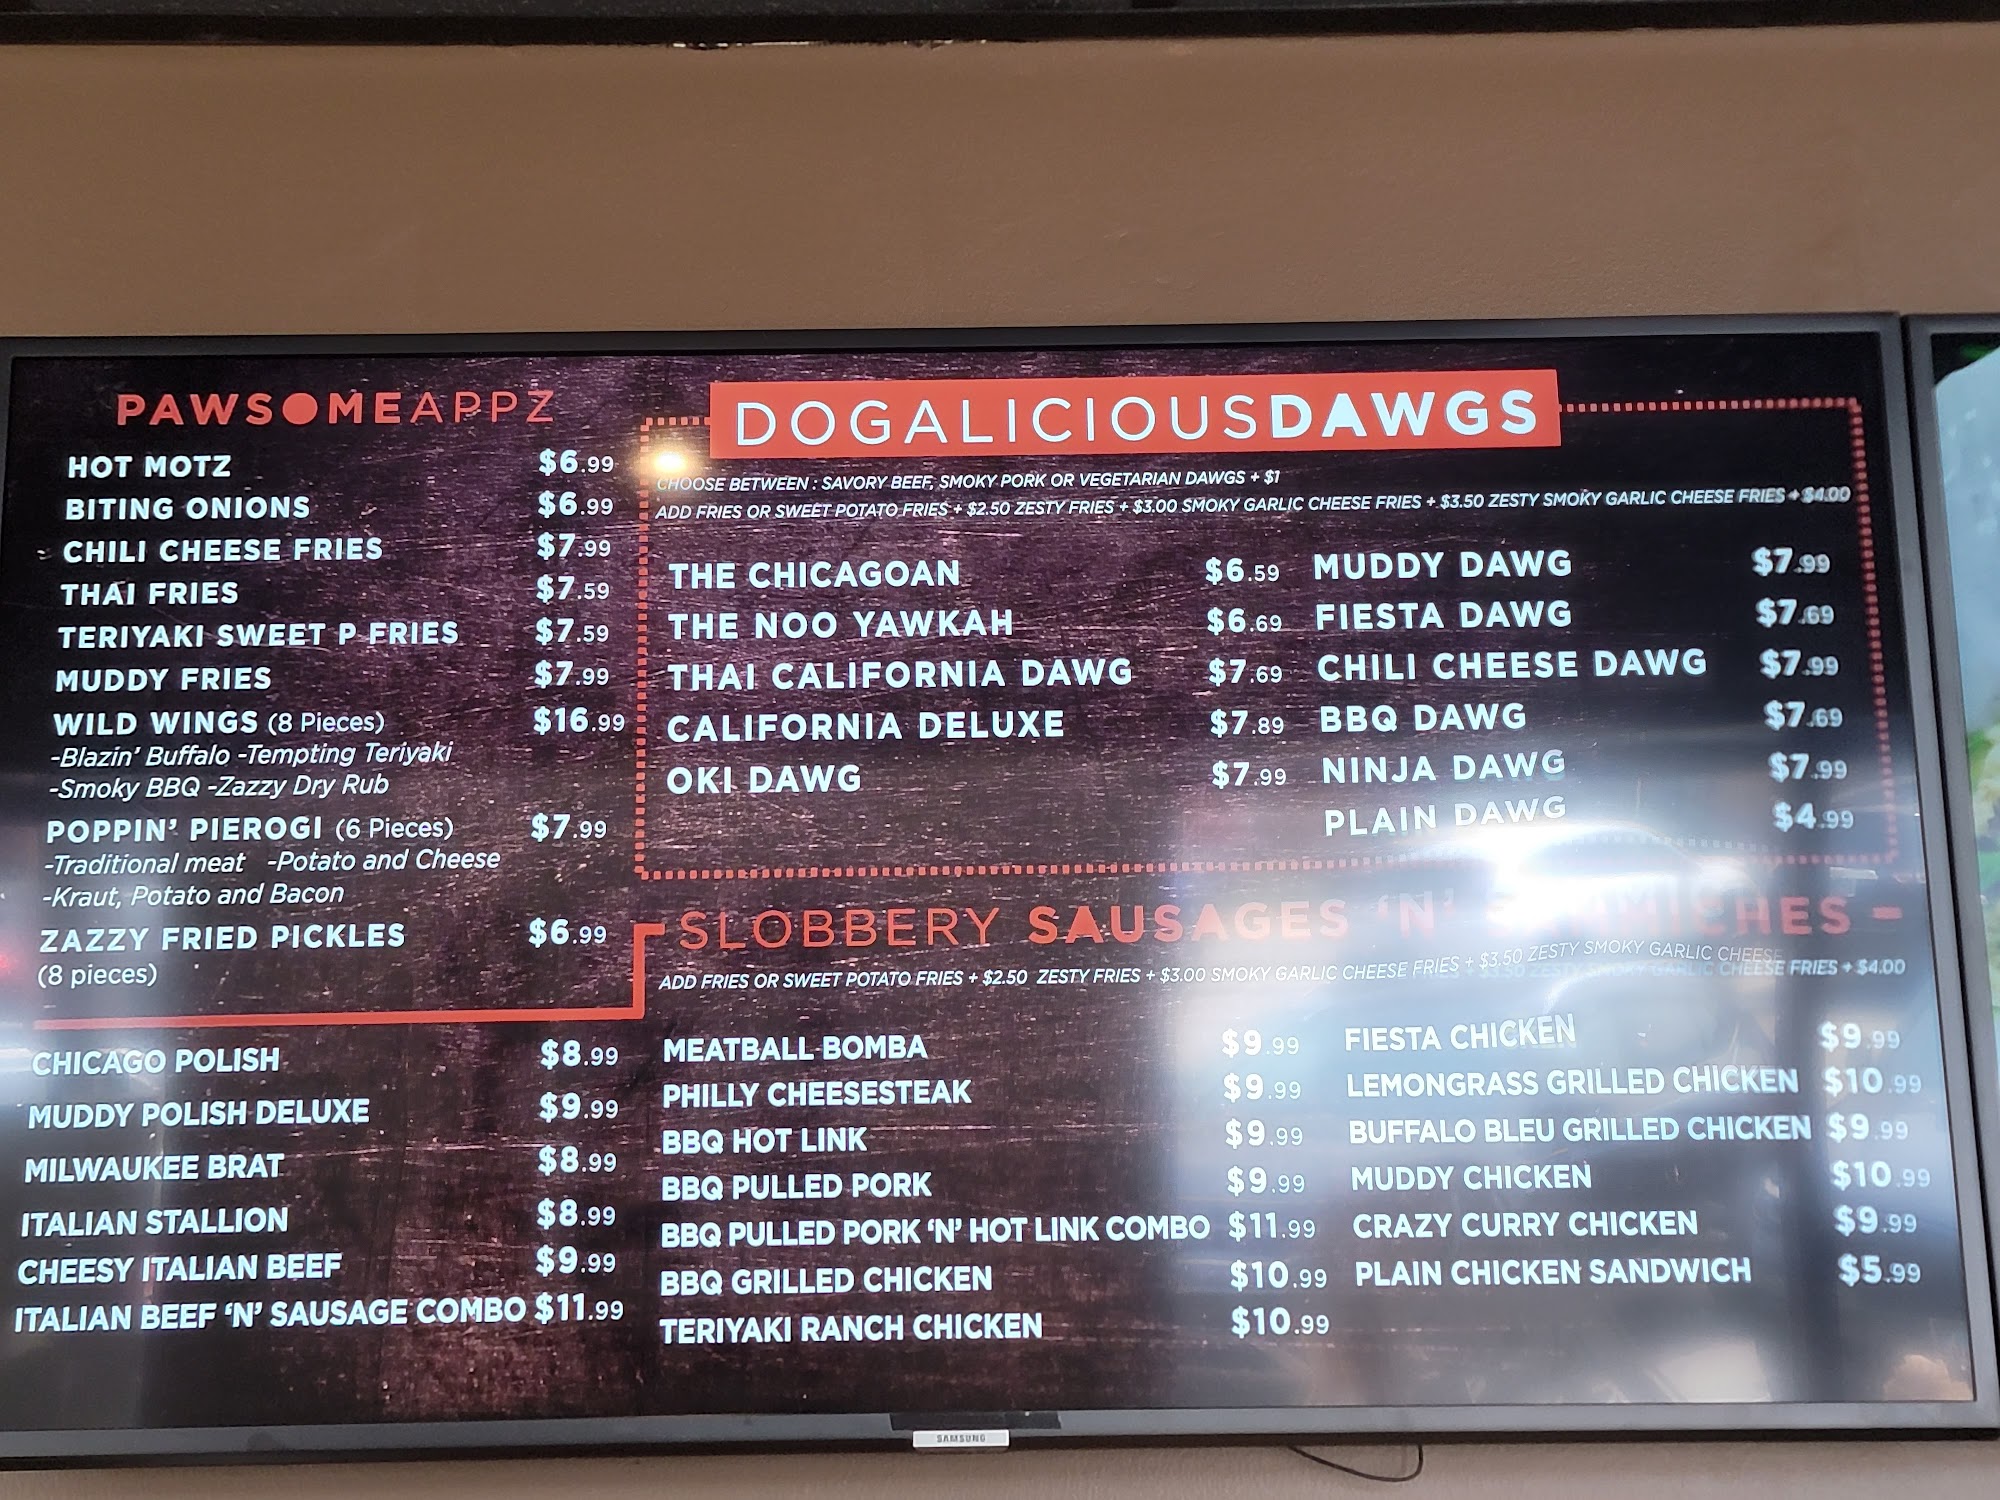 PAWSOMEAPPZ
HOT MOTZ $6.99
BITING ONIONS $6.99
CHILI CHEESE FRIES $7.99
THAI FRIES $7.59
TERIYAKI SWEET P FRIES $7.59
MUDDY FRIES $7.99
WILD WINGS (8 Pieces) $16.99
-Blazin' Buffalo -Tempting Teriyaki
-Smoky BBQ -Zazzy Dry Rub
POPPIN' PIEROGI (6 Pieces) $7.99
-Traditional meat -Potato and Cheese
-Kraut, Potato and Bacon
ZAZZY FRIED PICKLES $6.99
(8 pieces)
DOGALICIOUSDAWGS
CHOOSE BETWEEN : SAVORY BEEF, SMOKY PORK OR VEGETARIAN DAWGS + $1
ADD FRIES OR SWEET POTATO FRIES + $2.50 ZESTY FRIES + $3.00 SMOKY GARLIC CHEESE FRIES + $3.50 ZESTY SMOKY GARLIC CHEESE FRIES + $4.00
THE CHICAGOAN $6.59
THE NOO YAWKAH $6.69
THAI CALIFORNIA DAWG $7.69
CALIFORNIA DELUXE $7.89
OKI DAWG $7.99
MUDDY DAWG $7.99
FIESTA DAWG $7.69
CHILI CHEESE DAWG $7.99
BBQ DAWG $7.69
NINJA DAWG $7.99
PLAIN DAWG $4.99
SLOBBERY SAUSAGES 'N'
ADD FRIES OR SWEET POTATO FRIES + $2.50 ZESTY FRIES + $3.00 SMOKY GARLIC CHEESE FRIES + $3.50 ZESTY SMOKY GARLIC CHEESE FRIES + $4.00
CHICAGO POLISH $8.99
MUDDY POLISH DELUXE $9.99
MILWAUKEE BRAT $8.99
ITALIAN STALLION $8.99
CHEESY ITALIAN BEEF $9.99
ITALIAN BEEF 'N' SAUSAGE COMBO $11.99
MEATBALL BOMBA $9.99
PHILLY CHEESESTEAK $9.99
BBQ HOT LINK $9.99
BBQ PULLED PORK $9.99
BBQ PULLED PORK 'N' HOT LINK COMBO $11.99
BBQ GRILLED CHICKEN $10.99
TERIYAKI RANCH CHICKEN $10.99
FIESTA CHICKEN $9.99
LEMONGRASS GRILLED CHICKEN $10.99
BUFFALO BLEU GRILLED CHICKEN $9.99
MUDDY CHICKEN $10.99
CRAZY CURRY CHICKEN $9.99
PLAIN CHICKEN SANDWICH $5.99
SAMSUNG